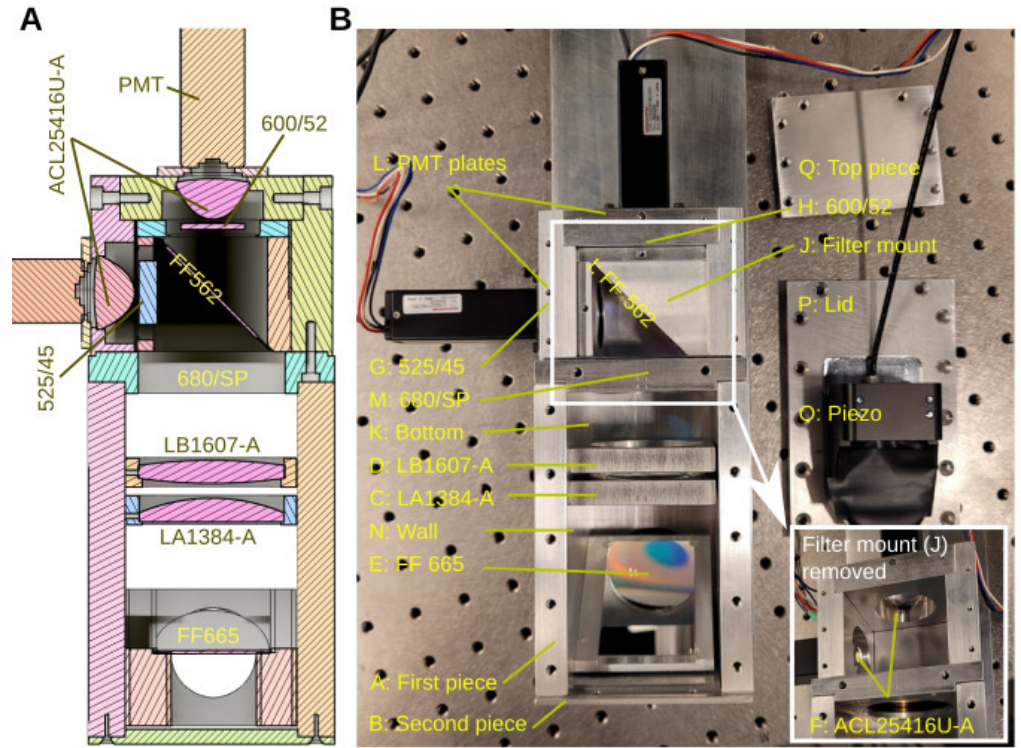 A
PMT
ACL25416U-A
600/52
FF562
525/45
680/SP
LB1607-A
LA1384-A
FF665
B
L: PMT plates
Q: Top piece
H: 600/52
J: Filter mount
I: FF 562
P: Lid
G: 525/45
M: 680/SP
K: Bottom
O: Piezo
D: LB1607-A
C: LA1384-A
N: Wall
E: FF 665
A: First piece
B: Second piece
Filter mount (J)
removed
F: ACL25416U-A